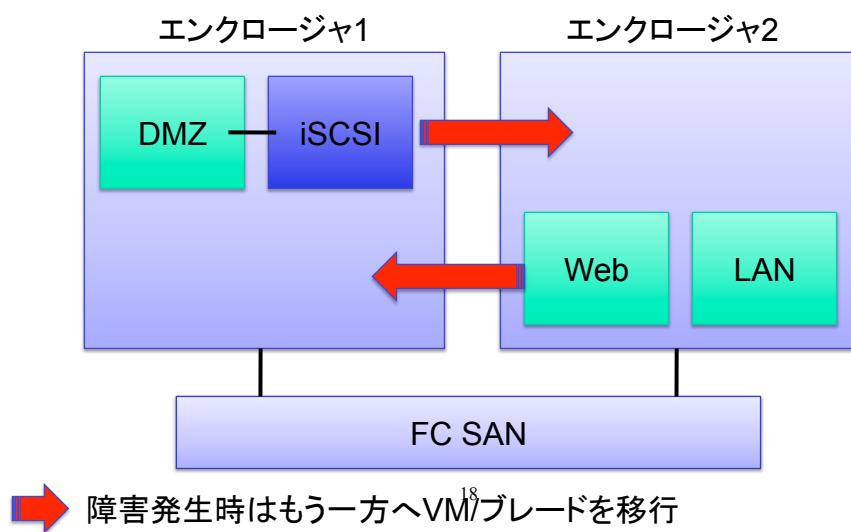 エンクロージャ1
エンクロージャ2
DMZ
iSCSI
Web
LAN
FC SAN
18
障害発生時はもう一方へVM/ブレードを移行